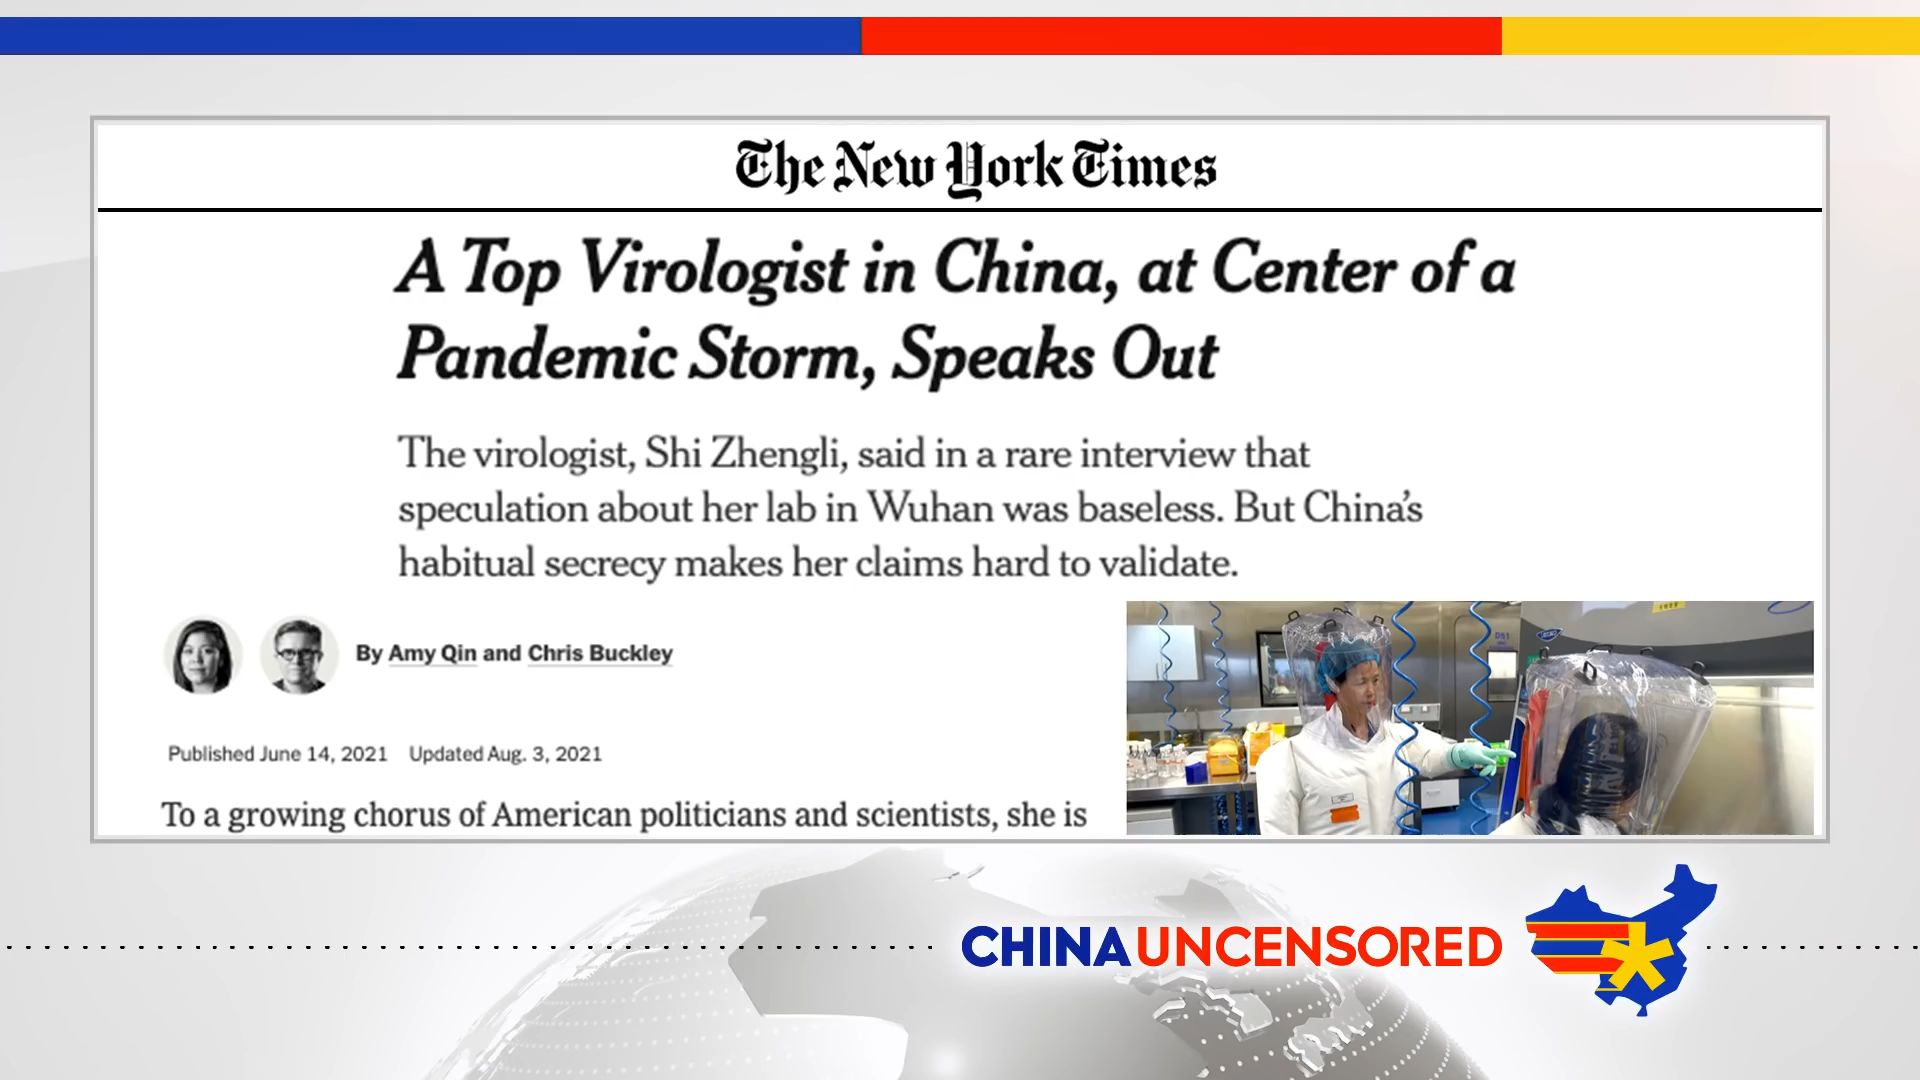 The New York Times
A Top Virologist in China, at Center of a
Pandemic Storm, Speaks Out
The virologist, Shi Zhengli, said in a rare interview that
speculation about her lab in Wuhan was baseless. But China’s
habitual secrecy makes her claims hard to validate.
By Amy Qin and Chris Buckley
Published June 14, 2021 Updated Aug. 3, 2021
To a growing chorus of American politicians and scientists, she is
CHINA UNCENSORED